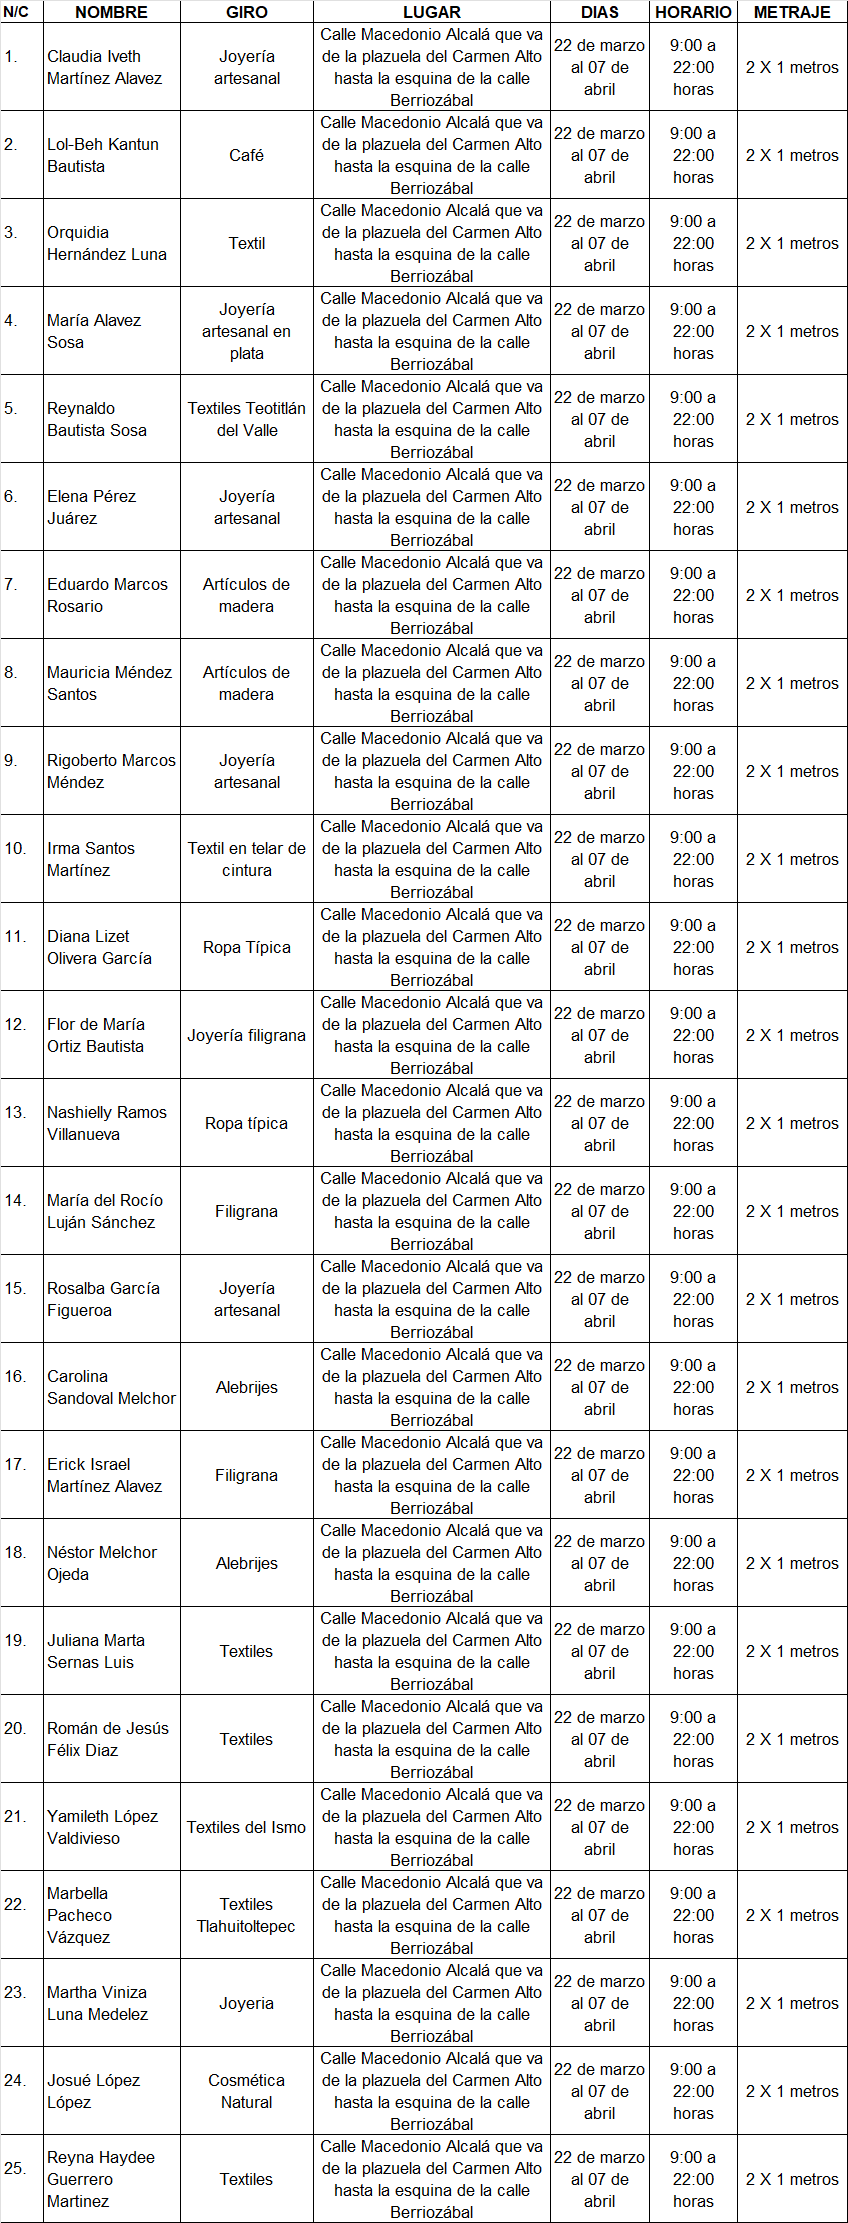 N/C NOMBRE GIRO LUGAR DIAS HORARIO METRAJE
1. Claudia Iveth Martínez Alavez Joyería artesanal Calle Macedonio Alcalá que va de la plazuela del Carmen Alto hasta la esquina de la calle Berriozábal 22 de marzo al 07 de abril 9:00 a 22:00 horas 2 X 1 metros
2. Lol-Beh Kantun Bautista Café Calle Macedonio Alcalá que va de la plazuela del Carmen Alto hasta la esquina de la calle Berriozábal 22 de marzo al 07 de abril 9:00 a 22:00 horas 2 X 1 metros
3. Orquidia Hernández Luna Textil Calle Macedonio Alcalá que va de la plazuela del Carmen Alto hasta la esquina de la calle Berriozábal 22 de marzo al 07 de abril 9:00 a 22:00 horas 2 X 1 metros
4. María Alavez Sosa Joyería artesanal en plata Calle Macedonio Alcalá que va de la plazuela del Carmen Alto hasta la esquina de la calle Berriozábal 22 de marzo al 07 de abril 9:00 a 22:00 horas 2 X 1 metros
5. Reynaldo Bautista Sosa Textiles Teotitlán del Valle Calle Macedonio Alcalá que va de la plazuela del Carmen Alto hasta la esquina de la calle Berriozábal 22 de marzo al 07 de abril 9:00 a 22:00 horas 2 X 1 metros
6. Elena Pérez Juárez Joyería artesanal Calle Macedonio Alcalá que va de la plazuela del Carmen Alto hasta la esquina de la calle Berriozábal 22 de marzo al 07 de abril 9:00 a 22:00 horas 2 X 1 metros
7. Eduardo Marcos Rosario Artículos de madera Calle Macedonio Alcalá que va de la plazuela del Carmen Alto hasta la esquina de la calle Berriozábal 22 de marzo al 07 de abril 9:00 a 22:00 horas 2 X 1 metros
8. Mauricia Méndez Santos Artículos de madera Calle Macedonio Alcalá que va de la plazuela del Carmen Alto hasta la esquina de la calle Berriozábal 22 de marzo al 07 de abril 9:00 a 22:00 horas 2 X 1 metros
9. Rigoberto Marcos Méndez Joyería artesanal Calle Macedonio Alcalá que va de la plazuela del Carmen Alto hasta la esquina de la calle Berriozábal 22 de marzo al 07 de abril 9:00 a 22:00 horas 2 X 1 metros
10. Irma Santos Martínez Textil en telar de cintura Calle Macedonio Alcalá que va de la plazuela del Carmen Alto hasta la esquina de la calle Berriozábal 22 de marzo al 07 de abril 9:00 a 22:00 horas 2 X 1 metros
11. Diana Lizet Olivera García Ropa Típica Calle Macedonio Alcalá que va de la plazuela del Carmen Alto hasta la esquina de la calle Berriozábal 22 de marzo al 07 de abril 9:00 a 22:00 horas 2 X 1 metros
12. Flor de María Ortiz Bautista Joyería filigrana Calle Macedonio Alcalá que va de la plazuela del Carmen Alto hasta la esquina de la calle Berriozábal 22 de marzo al 07 de abril 9:00 a 22:00 horas 2 X 1 metros
13. Nashielly Ramos Villanueva Ropa típica Calle Macedonio Alcalá que va de la plazuela del Carmen Alto hasta la esquina de la calle Berriozábal 22 de marzo al 07 de abril 9:00 a 22:00 horas 2 X 1 metros
14. María del Rocío Luján Sánchez Filigrana Calle Macedonio Alcalá que va de la plazuela del Carmen Alto hasta la esquina de la calle Berriozábal 22 de marzo al 07 de abril 9:00 a 22:00 horas 2 X 1 metros
15. Rosalba García Figueroa Joyería artesanal Calle Macedonio Alcalá que va de la plazuela del Carmen Alto hasta la esquina de la calle Berriozábal 22 de marzo al 07 de abril 9:00 a 22:00 horas 2 X 1 metros
16. Carolina Sandoval Melchor Alebrijes Calle Macedonio Alcalá que va de la plazuela del Carmen Alto hasta la esquina de la calle Berriozábal 22 de marzo al 07 de abril 9:00 a 22:00 horas 2 X 1 metros
17. Erick Israel Martínez Alavez Filigrana Calle Macedonio Alcalá que va de la plazuela del Carmen Alto hasta la esquina de la calle Berriozábal 22 de marzo al 07 de abril 9:00 a 22:00 horas 2 X 1 metros
18. Néstor Melchor Ojeda Alebrijes Calle Macedonio Alcalá que va de la plazuela del Carmen Alto hasta la esquina de la calle Berriozábal 22 de marzo al 07 de abril 9:00 a 22:00 horas 2 X 1 metros
19. Juliana Marta Sernas Luis Textiles Calle Macedonio Alcalá que va de la plazuela del Carmen Alto hasta la esquina de la calle Berriozábal 22 de marzo al 07 de abril 9:00 a 22:00 horas 2 X 1 metros
20. Román de Jesús Félix Diaz Textiles Calle Macedonio Alcalá que va de la plazuela del Carmen Alto hasta la esquina de la calle Berriozábal 22 de marzo al 07 de abril 9:00 a 22:00 horas 2 X 1 metros
21. Yamileth López Valdivieso Textiles del Ismo Calle Macedonio Alcalá que va de la plazuela del Carmen Alto hasta la esquina de la calle Berriozábal 22 de marzo al 07 de abril 9:00 a 22:00 horas 2 X 1 metros
22. Marbella Pacheco Vázquez Textiles Tlahuitoltepec Calle Macedonio Alcalá que va de la plazuela del Carmen Alto hasta la esquina de la calle Berriozábal 22 de marzo al 07 de abril 9:00 a 22:00 horas 2 X 1 metros
23. Martha Viniza Luna Medelez Joyeria Calle Macedonio Alcalá que va de la plazuela del Carmen Alto hasta la esquina de la calle Berriozábal 22 de marzo al 07 de abril 9:00 a 22:00 horas 2 X 1 metros
24. Josué López López Cosmética Natural Calle Macedonio Alcalá que va de la plazuela del Carmen Alto hasta la esquina de la calle Berriozábal 22 de marzo al 07 de abril 9:00 a 22:00 horas 2 X 1 metros
25. Reyna Haydee Guerrero Martinez Textiles Calle Macedonio Alcalá que va de la plazuela del Carmen Alto hasta la esquina de la calle Berriozábal 22 de marzo al 07 de abril 9:00 a 22:00 horas 2 X 1 metros